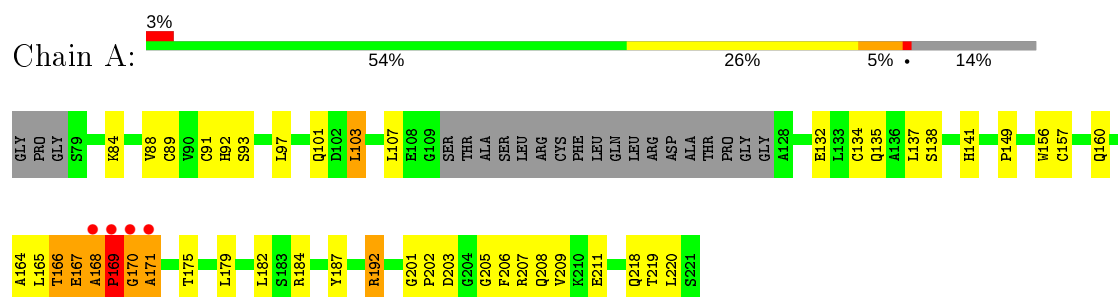 3%
Chain A:
54% 26% 5% • 14%
GLY PRO GLY S79 K84 V88 C89 V90 C91 H92 S93 L97 Q101 D102 L103 L107 E108 G109 SER THR ALA SER LEU ARG CYS PHE LEU GLN LEU ARG ASP ALA THR PRO GLY GLY A128 E132 L133 C134 Q135 A136 L137 S138 H141 P149 W156 C157 Q160
A164 L165 T166 E167 A168 P169 G170 A171 T175 L179 L182 S183 R184 Y187 R192 G201 P202 D203 G204 G205 F206 R207 Q208 V209 K210 E211 Q218 T219 L220 S221